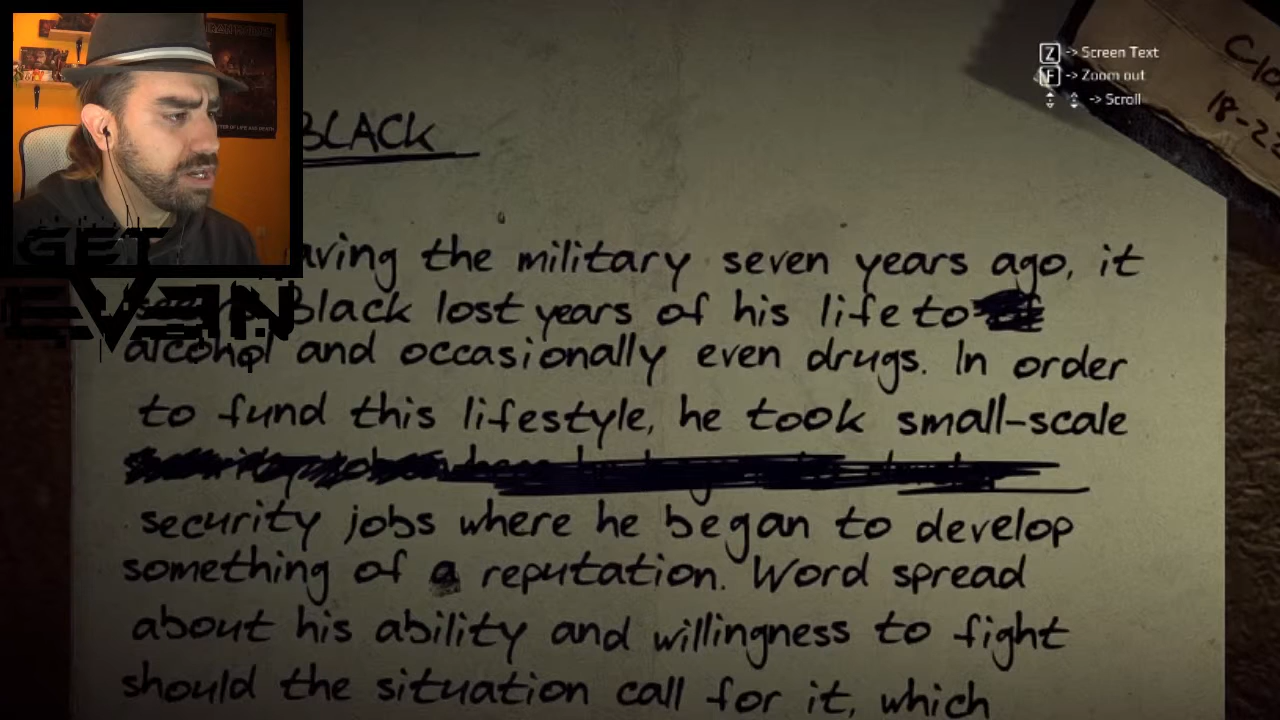 Z -> Screen Text
F -> Zoom out
-> Scroll
18-22
BLACK
GET
EVEN
aving the military seven years ago, it
Black lost years of his life to
alcohol and occasionally even drugs. In order
to fund this lifestyle, he took small-scale
security jobs where he began to develop
something of a reputation. Word spread
about his ability and willingness to fight
should the situation call for it, which